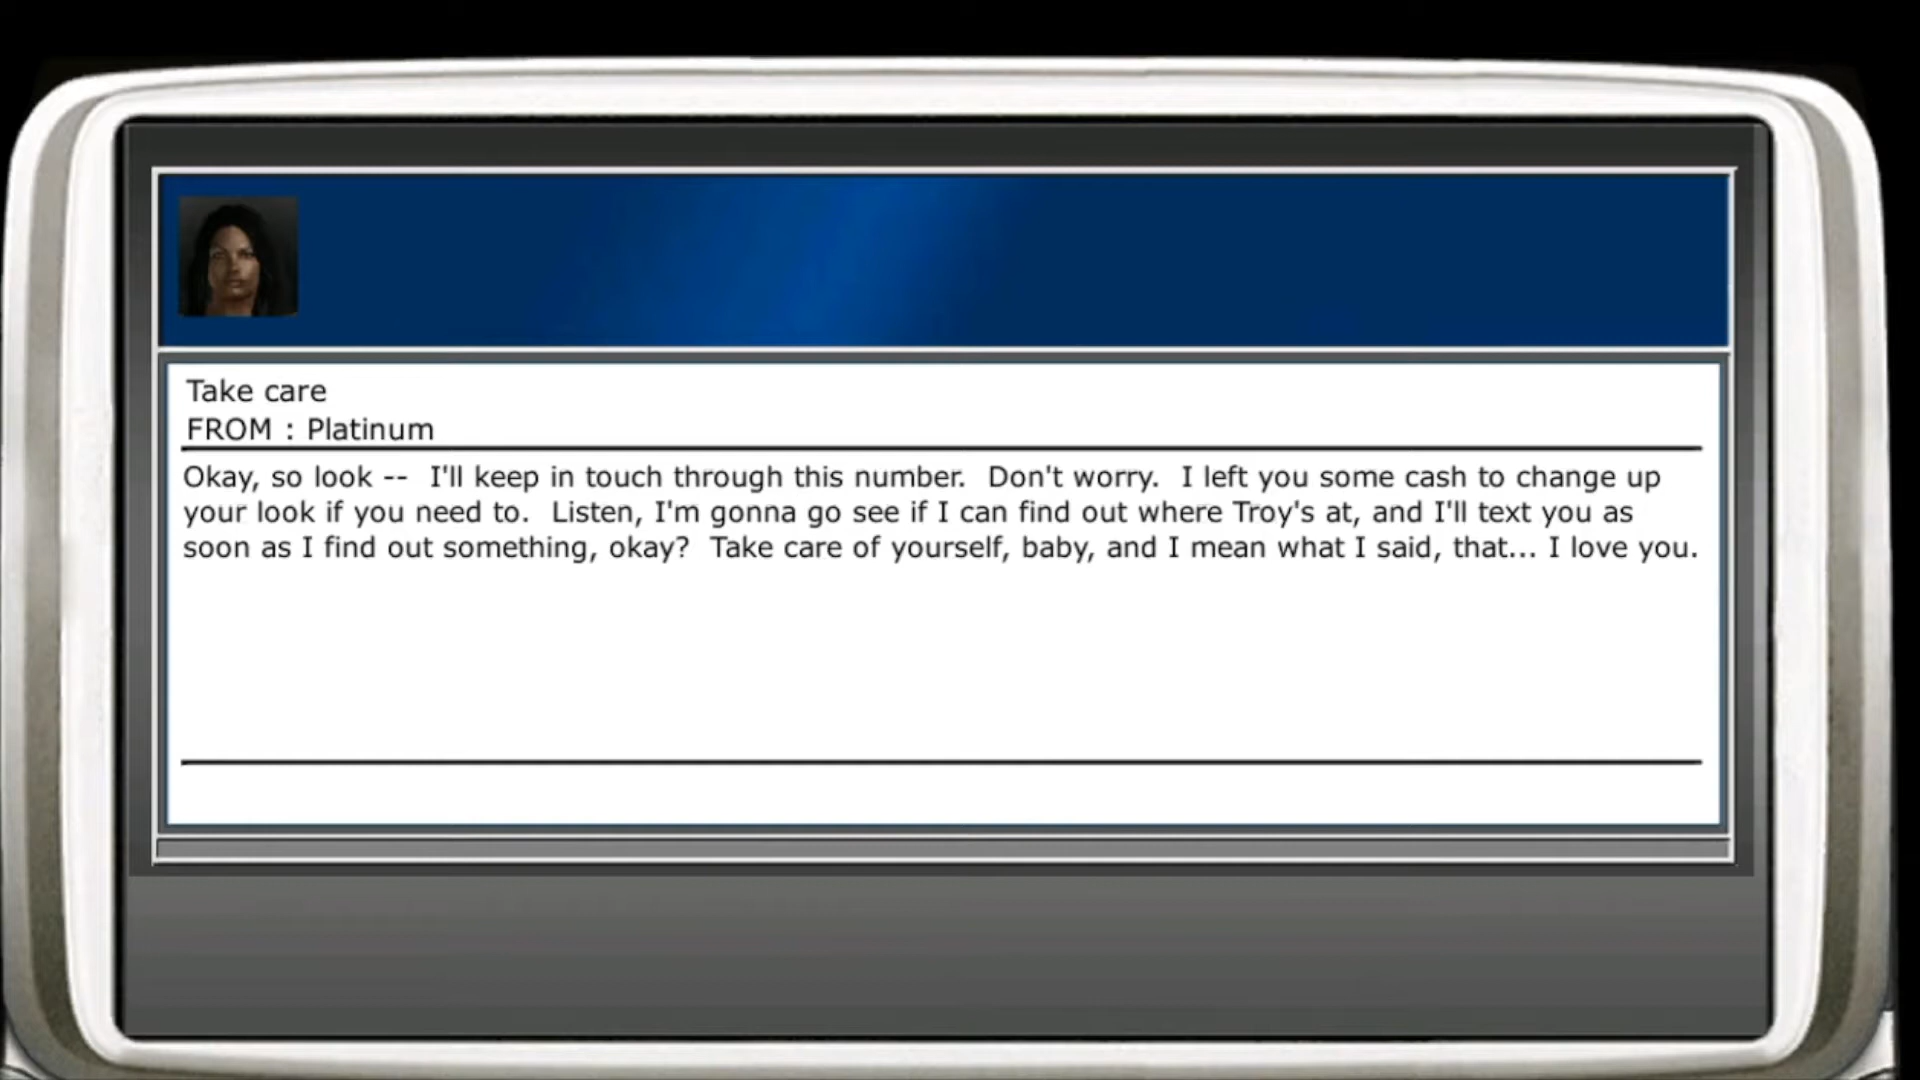 Take care
FROM : Platinum
Okay, so look --  I'll keep in touch through this number.  Don't worry.  I left you some cash to change up
your look if you need to.  Listen, I'm gonna go see if I can find out where Troy's at, and I'll text you as
soon as I find out something, okay?  Take care of yourself, baby, and I mean what I said, that... I love you.